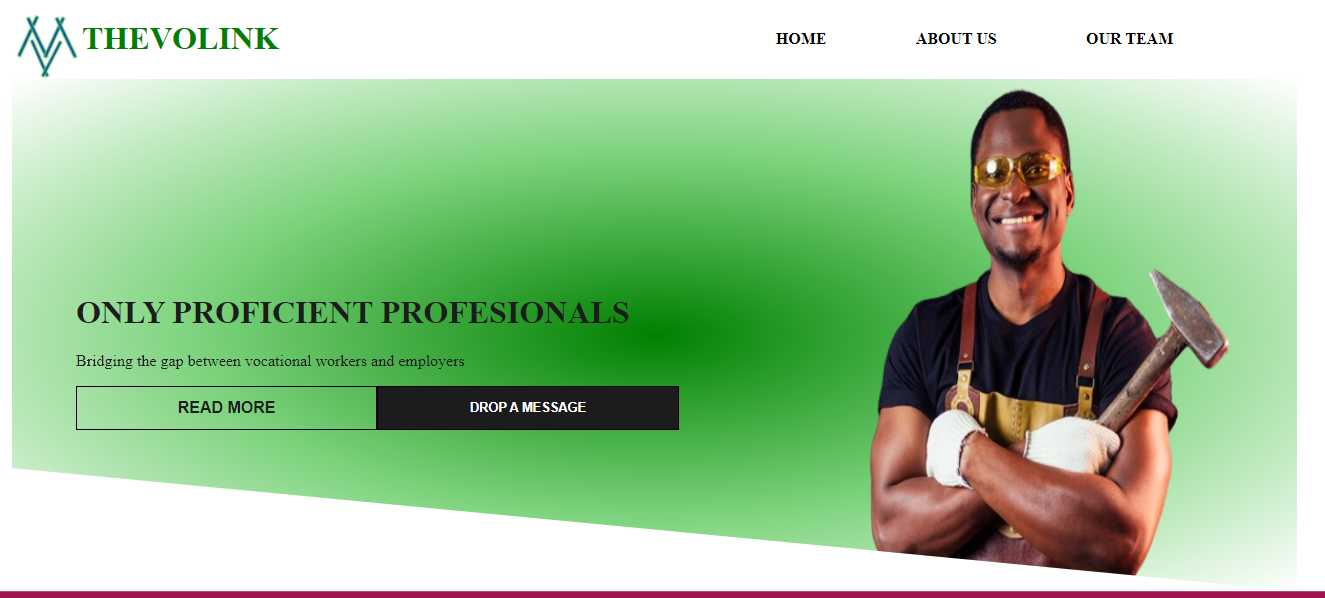 THEVOLINK
HOME ABOUT US OUR TEAM
ONLY PROFICIENT PROFESIONALS
Bridging the gap between vocational workers and employers
READ MORE DROP A MESSAGE